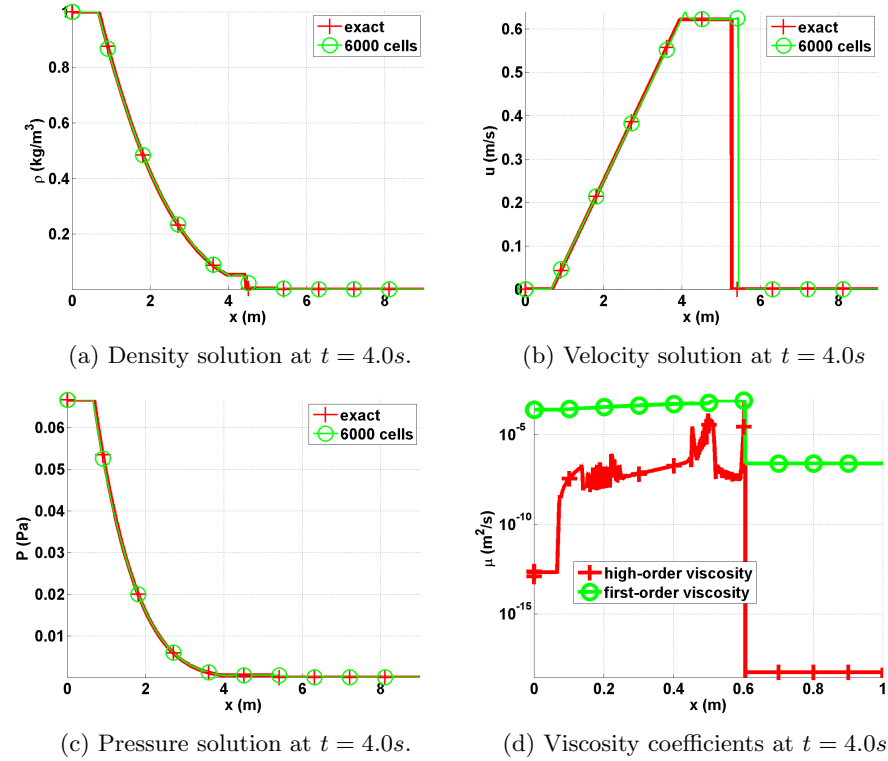 1
0.8
0.6
0.4
0.2
ρ (kg/m³)
0 2 4 6 8
x (m)
exact
6000 cells
(a) Density solution at t = 4.0s.
0.6
0.5
0.4
0.3
0.2
0.1
0
u (m/s)
0 2 4 6 8
x (m)
exact
6000 cells
(b) Velocity solution at t = 4.0s
0.06
0.05
0.04
0.03
0.02
0.01
P (Pa)
0 2 4 6 8
x (m)
exact
6000 cells
(c) Pressure solution at t = 4.0s.
10⁻⁵
10⁻¹⁰
10⁻¹⁵
μ (m²/s)
high-order viscosity
first-order viscosity
0 0.2 0.4 0.6 0.8 1
x (m)
(d) Viscosity coefficients at t = 4.0s